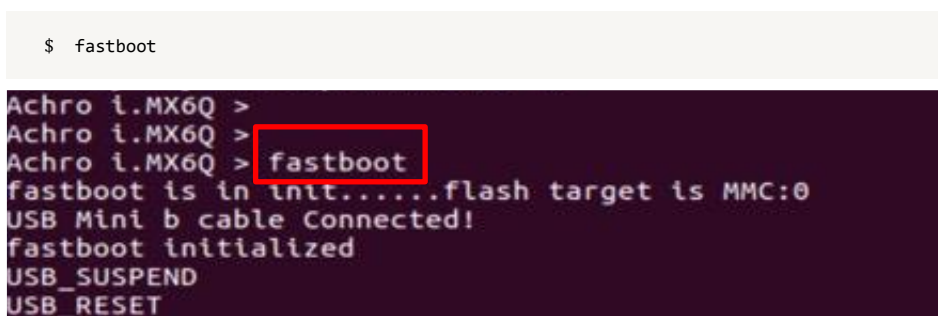 $ fastboot
Achro i.MX6Q >
Achro i.MX6Q >
Achro i.MX6Q > fastboot
fastboot is in init......flash target is MMC:0
USB Mini b cable Connected!
fastboot initialized
USB_SUSPEND
USB_RESET